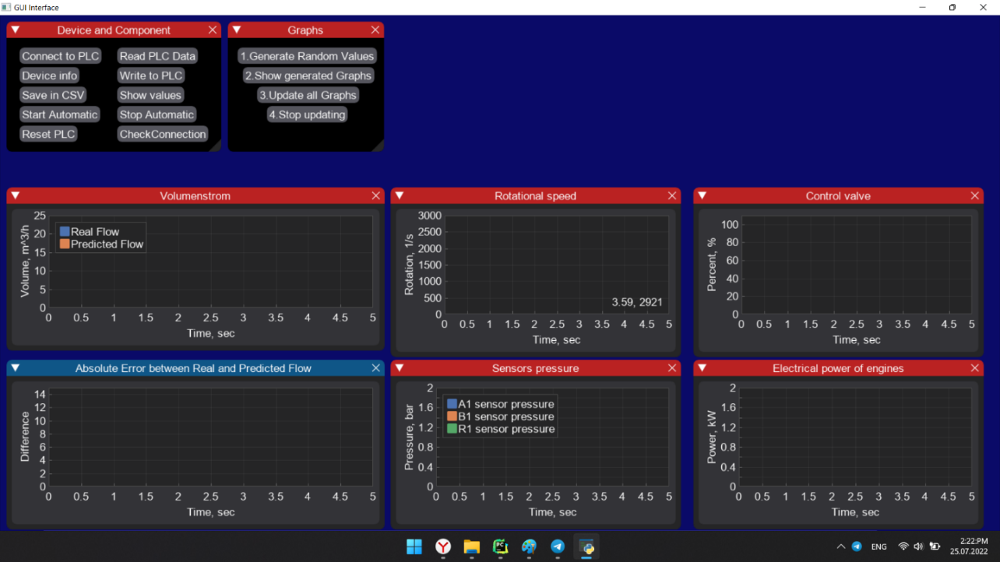 GUI Interface
Device and Component
Connect to PLC Read PLC Data
Device info Write to PLC
Save in CSV Show values
Start Automatic Stop Automatic
Reset PLC CheckConnection
Graphs
1.Generate Random Values
2.Show generated Graphs
3.Update all Graphs
4.Stop updating
Volumenstrom
Volume, m^3/h
25
20
15
10
5
0
Real Flow
Predicted Flow
0 0.5 1 1.5 2 2.5 3 3.5 4 4.5 5
Time, sec
Rotational speed
Rotation, 1/s
3000
2500
2000
1500
1000
500
0
3.59, 2921
0 0.5 1 1.5 2 2.5 3 3.5 4 4.5 5
Time, sec
Control valve
Percent, %
100
80
60
40
20
0
0 0.5 1 1.5 2 2.5 3 3.5 4 4.5 5
Time, sec
Absolute Error between Real and Predicted Flow
Difference
14
12
10
8
6
4
2
0
0 0.5 1 1.5 2 2.5 3 3.5 4 4.5 5
Time, sec
Sensors pressure
Pressure, bar
2
1.6
1.2
0.8
0.4
0
A1 sensor pressure
B1 sensor pressure
R1 sensor pressure
0 0.5 1 1.5 2 2.5 3 3.5 4 4.5 5
Time, sec
Electrical power of engines
Power, kW
2
1.6
1.2
0.8
0.4
0
0 0.5 1 1.5 2 2.5 3 3.5 4 4.5 5
Time, sec
PC
ENG
2:22:PM
25.07.2022